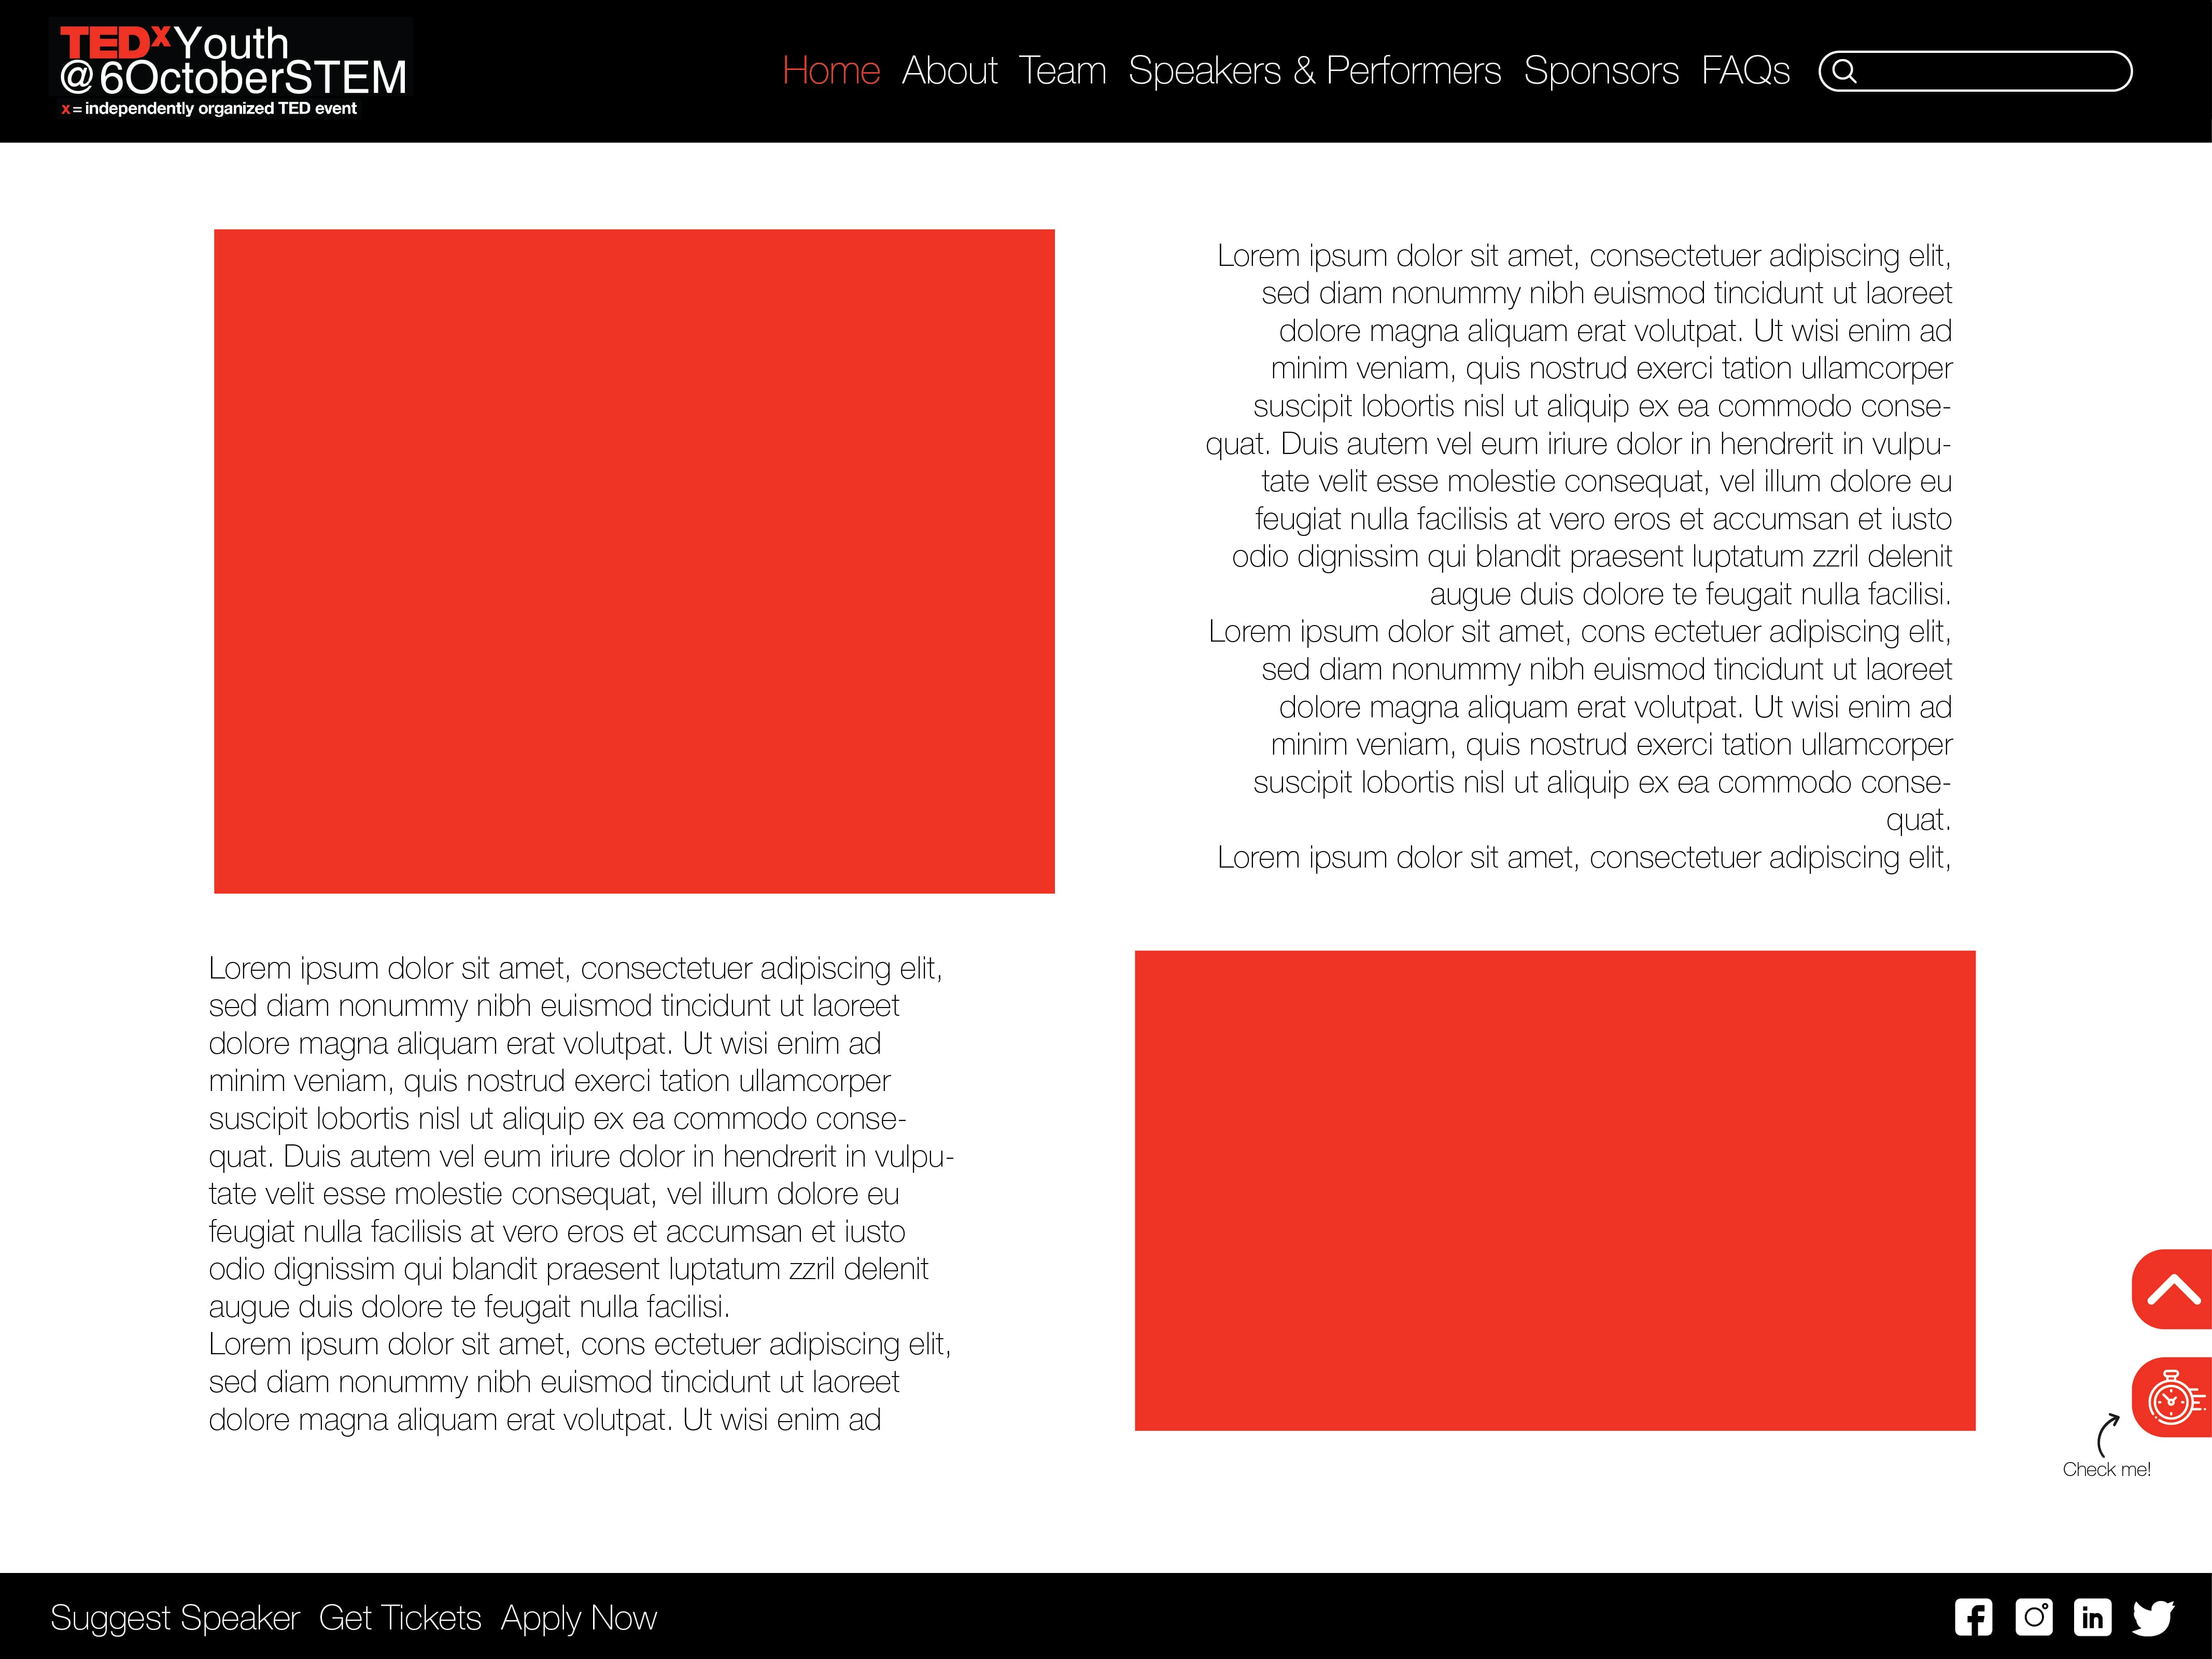 TEDxYouth
@6OctoberSTEM
x = independently organized TED event
Home About Team Speakers & Performers Sponsors FAQs
Lorem ipsum dolor sit amet, consectetuer adipiscing elit,
sed diam nonummy nibh euismod tincidunt ut laoreet
dolore magna aliquam erat volutpat. Ut wisi enim ad
minim veniam, quis nostrud exerci tation ullamcorper
suscipit lobortis nisl ut aliquip ex ea commodo conse-
quat. Duis autem vel eum iriure dolor in hendrerit in vulpu-
tate velit esse molestie consequat, vel illum dolore eu
feugiat nulla facilisis at vero eros et accumsan et iusto
odio dignissim qui blandit praesent luptatum zzril delenit
augue duis dolore te feugait nulla facilisi.
Lorem ipsum dolor sit amet, cons ectetuer adipiscing elit,
sed diam nonummy nibh euismod tincidunt ut laoreet
dolore magna aliquam erat volutpat. Ut wisi enim ad
minim veniam, quis nostrud exerci tation ullamcorper
suscipit lobortis nisl ut aliquip ex ea commodo conse-
quat.
Lorem ipsum dolor sit amet, consectetuer adipiscing elit,
Lorem ipsum dolor sit amet, consectetuer adipiscing elit,
sed diam nonummy nibh euismod tincidunt ut laoreet
dolore magna aliquam erat volutpat. Ut wisi enim ad
minim veniam, quis nostrud exerci tation ullamcorper
suscipit lobortis nisl ut aliquip ex ea commodo conse-
quat. Duis autem vel eum iriure dolor in hendrerit in vulpu-
tate velit esse molestie consequat, vel illum dolore eu
feugiat nulla facilisis at vero eros et accumsan et iusto
odio dignissim qui blandit praesent luptatum zzril delenit
augue duis dolore te feugait nulla facilisi.
Lorem ipsum dolor sit amet, cons ectetuer adipiscing elit,
sed diam nonummy nibh euismod tincidunt ut laoreet
dolore magna aliquam erat volutpat. Ut wisi enim ad
Check me!
Suggest Speaker Get Tickets Apply Now